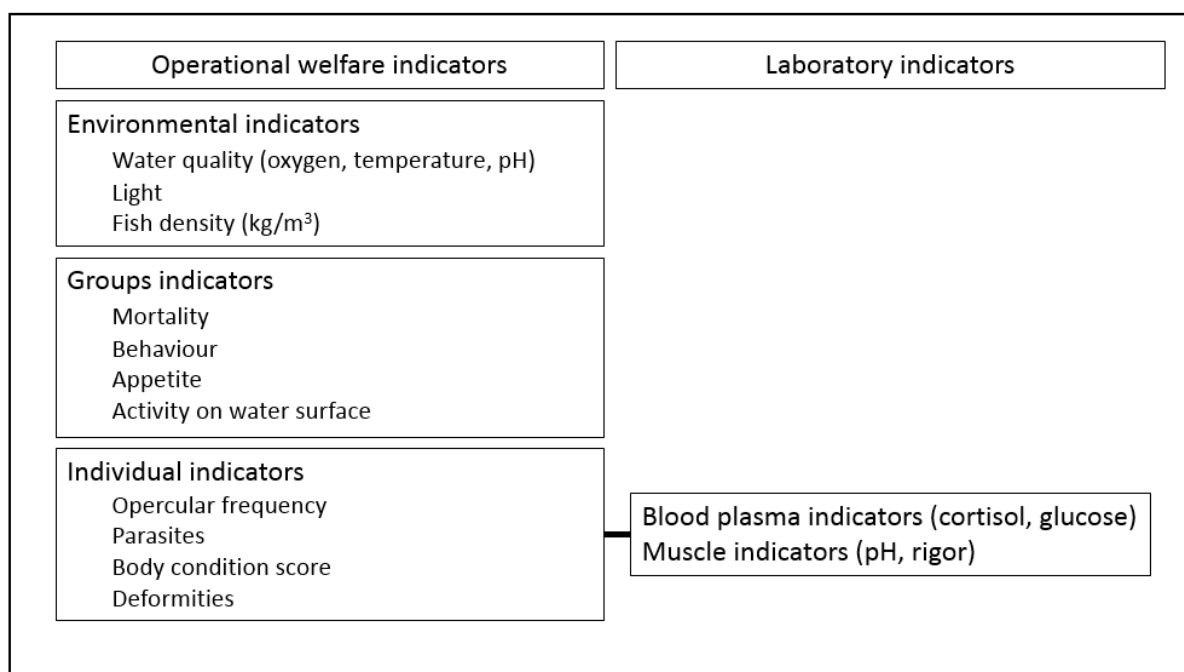 Operational welfare indicators
Laboratory indicators
Environmental indicators
Water quality (oxygen, temperature, pH)
Light
Fish density (kg/m³)
Groups indicators
Mortality
Behaviour
Appetite
Activity on water surface
Individual indicators
Opercular frequency
Parasites
Body condition score
Deformities
Blood plasma indicators (cortisol, glucose)
Muscle indicators (pH, rigor)